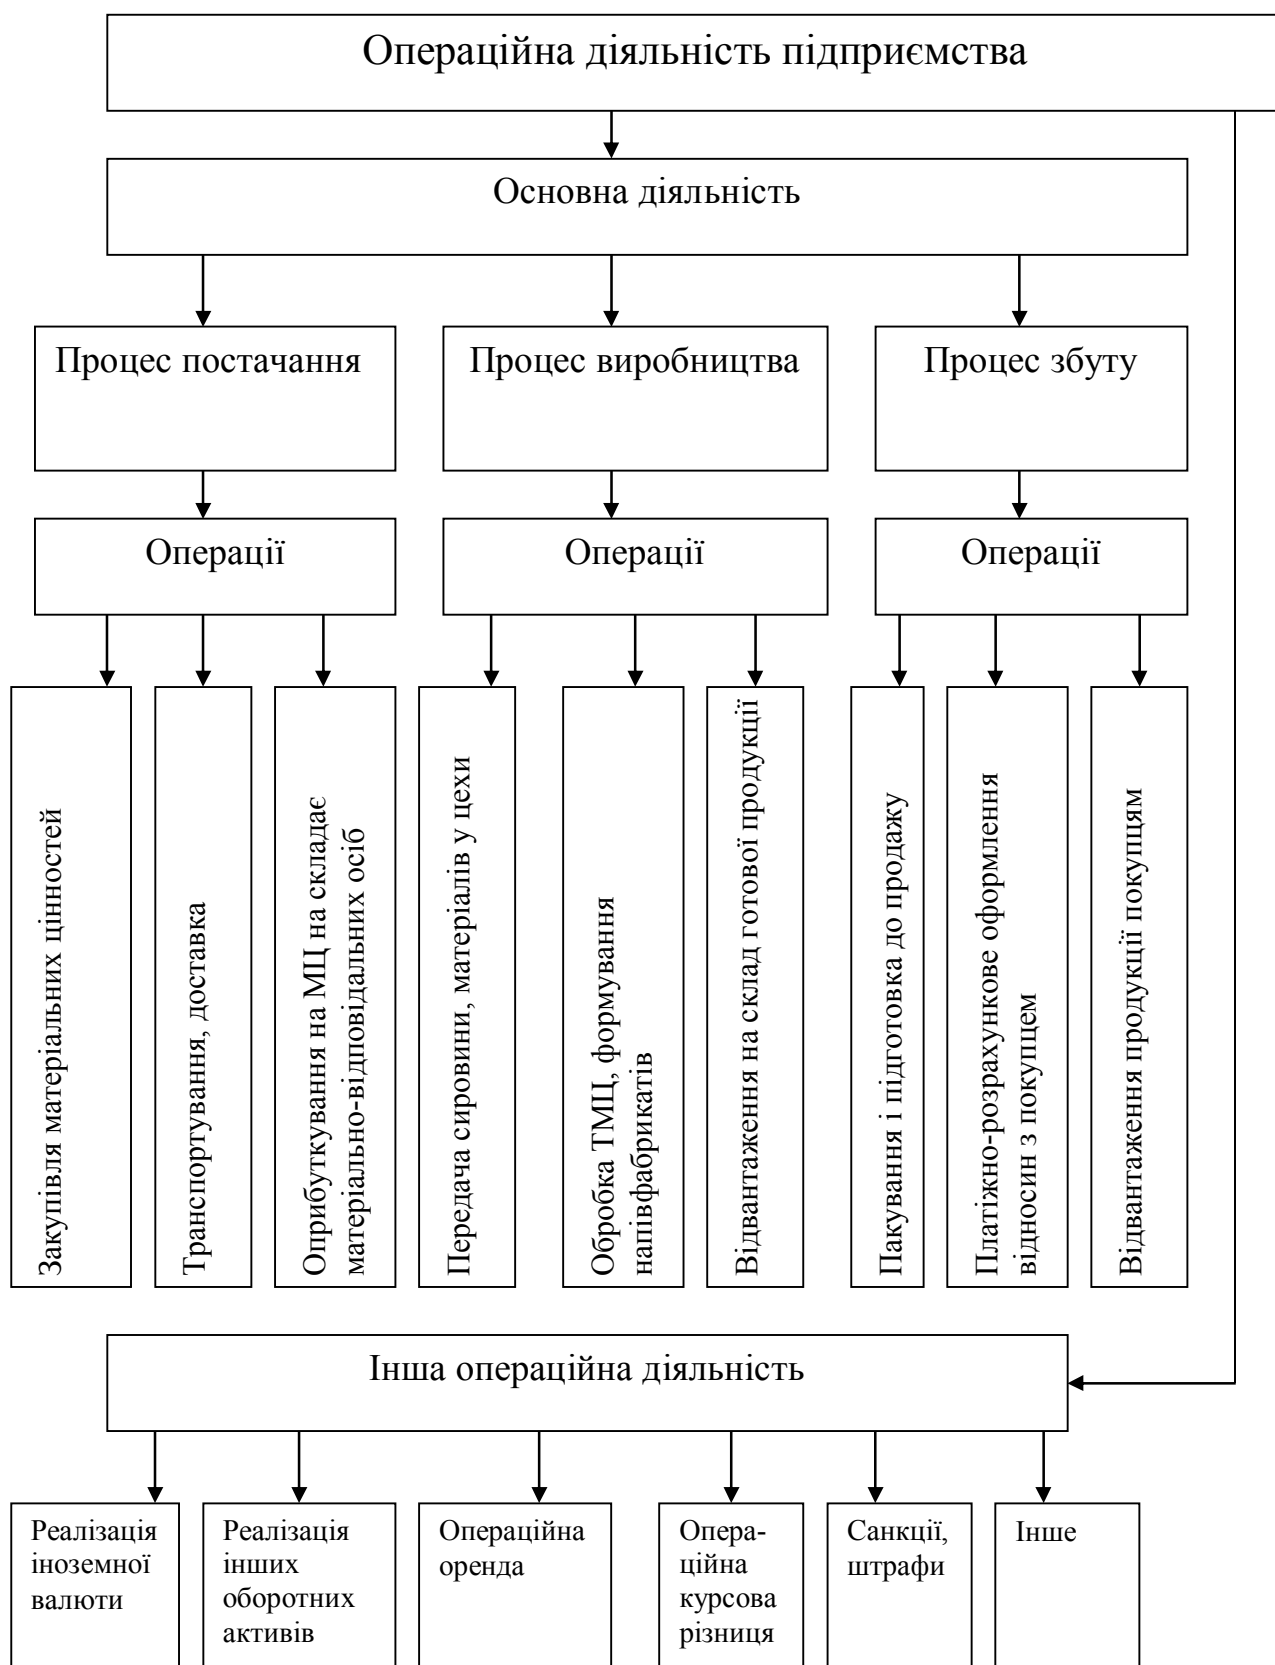 Операційна діяльність підприємства
Основна діяльність
Процес постачання
Процес виробництва
Процес збуту
Операції
Операції
Операції
Закупівля матеріальних цінностей
Транспортування, доставка
Оприбуткування на МЦ на складає
матеріально-відповідальних осіб
Передача сировини, матеріалів у цехи
Обробка ТМЦ, формування
напівфабрикатів
Відвантаження на склад готової продукції
Пакування і підготовка до продажу
Платіжно-розрахункове оформлення
відносин з покупцем
Відвантаження продукції покупцям
Інша операційна діяльність
Реалізація
іноземної
валюти
Реалізація
інших
оборотних
активів
Операційна
оренда
Опера-
ційна
курсова
різниця
Санкції,
штрафи
Інше